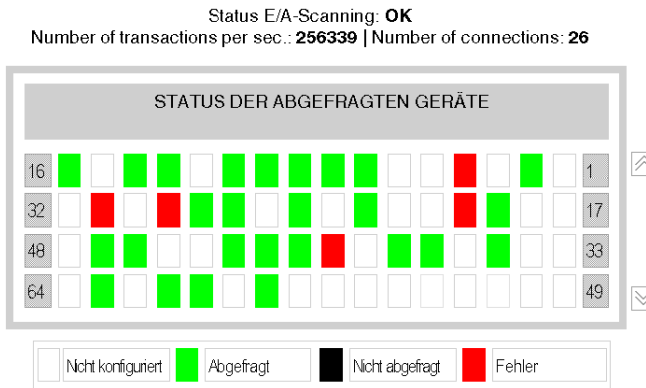 Status E/A-Scanning: OK
Number of transactions per sec.: 256339 | Number of connections: 26
STATUS DER ABGEFRAGTEN GERÄTE
16 1
32 17
48 33
64 49
Nicht konfiguriert Abgefragt Nicht abgefragt Fehler